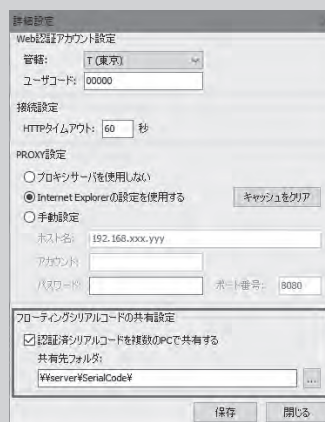 詳細設定
Web認証アカウント設定
管轄: T (東京)
ユーザコード: 00000
接続設定
HTTPタイムアウト: 60 秒
PROXY設定
プロキシサーバを使用しない
Internet Explorerの設定を使用する キャッシュをクリア
手動設定
ホスト名: 192.168.xxx.yyy
アカウント:
パスワード: ポート番号: 8080
フローティングシリアルコードの共有設定
認証済シリアルコードを複数のPCで共有する
共有先フォルダ:
¥¥server¥SerialCode¥ ...
保存 閉じる